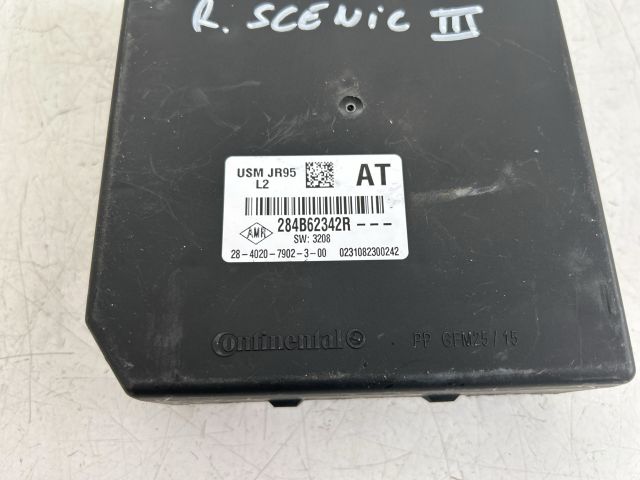 R. SCENIC III
USM JR95 AT
L2
AMR 284B62342R---
SW: 3208
28-4020-7902-3-00 0231082300242
Continental
PP GFM25/15